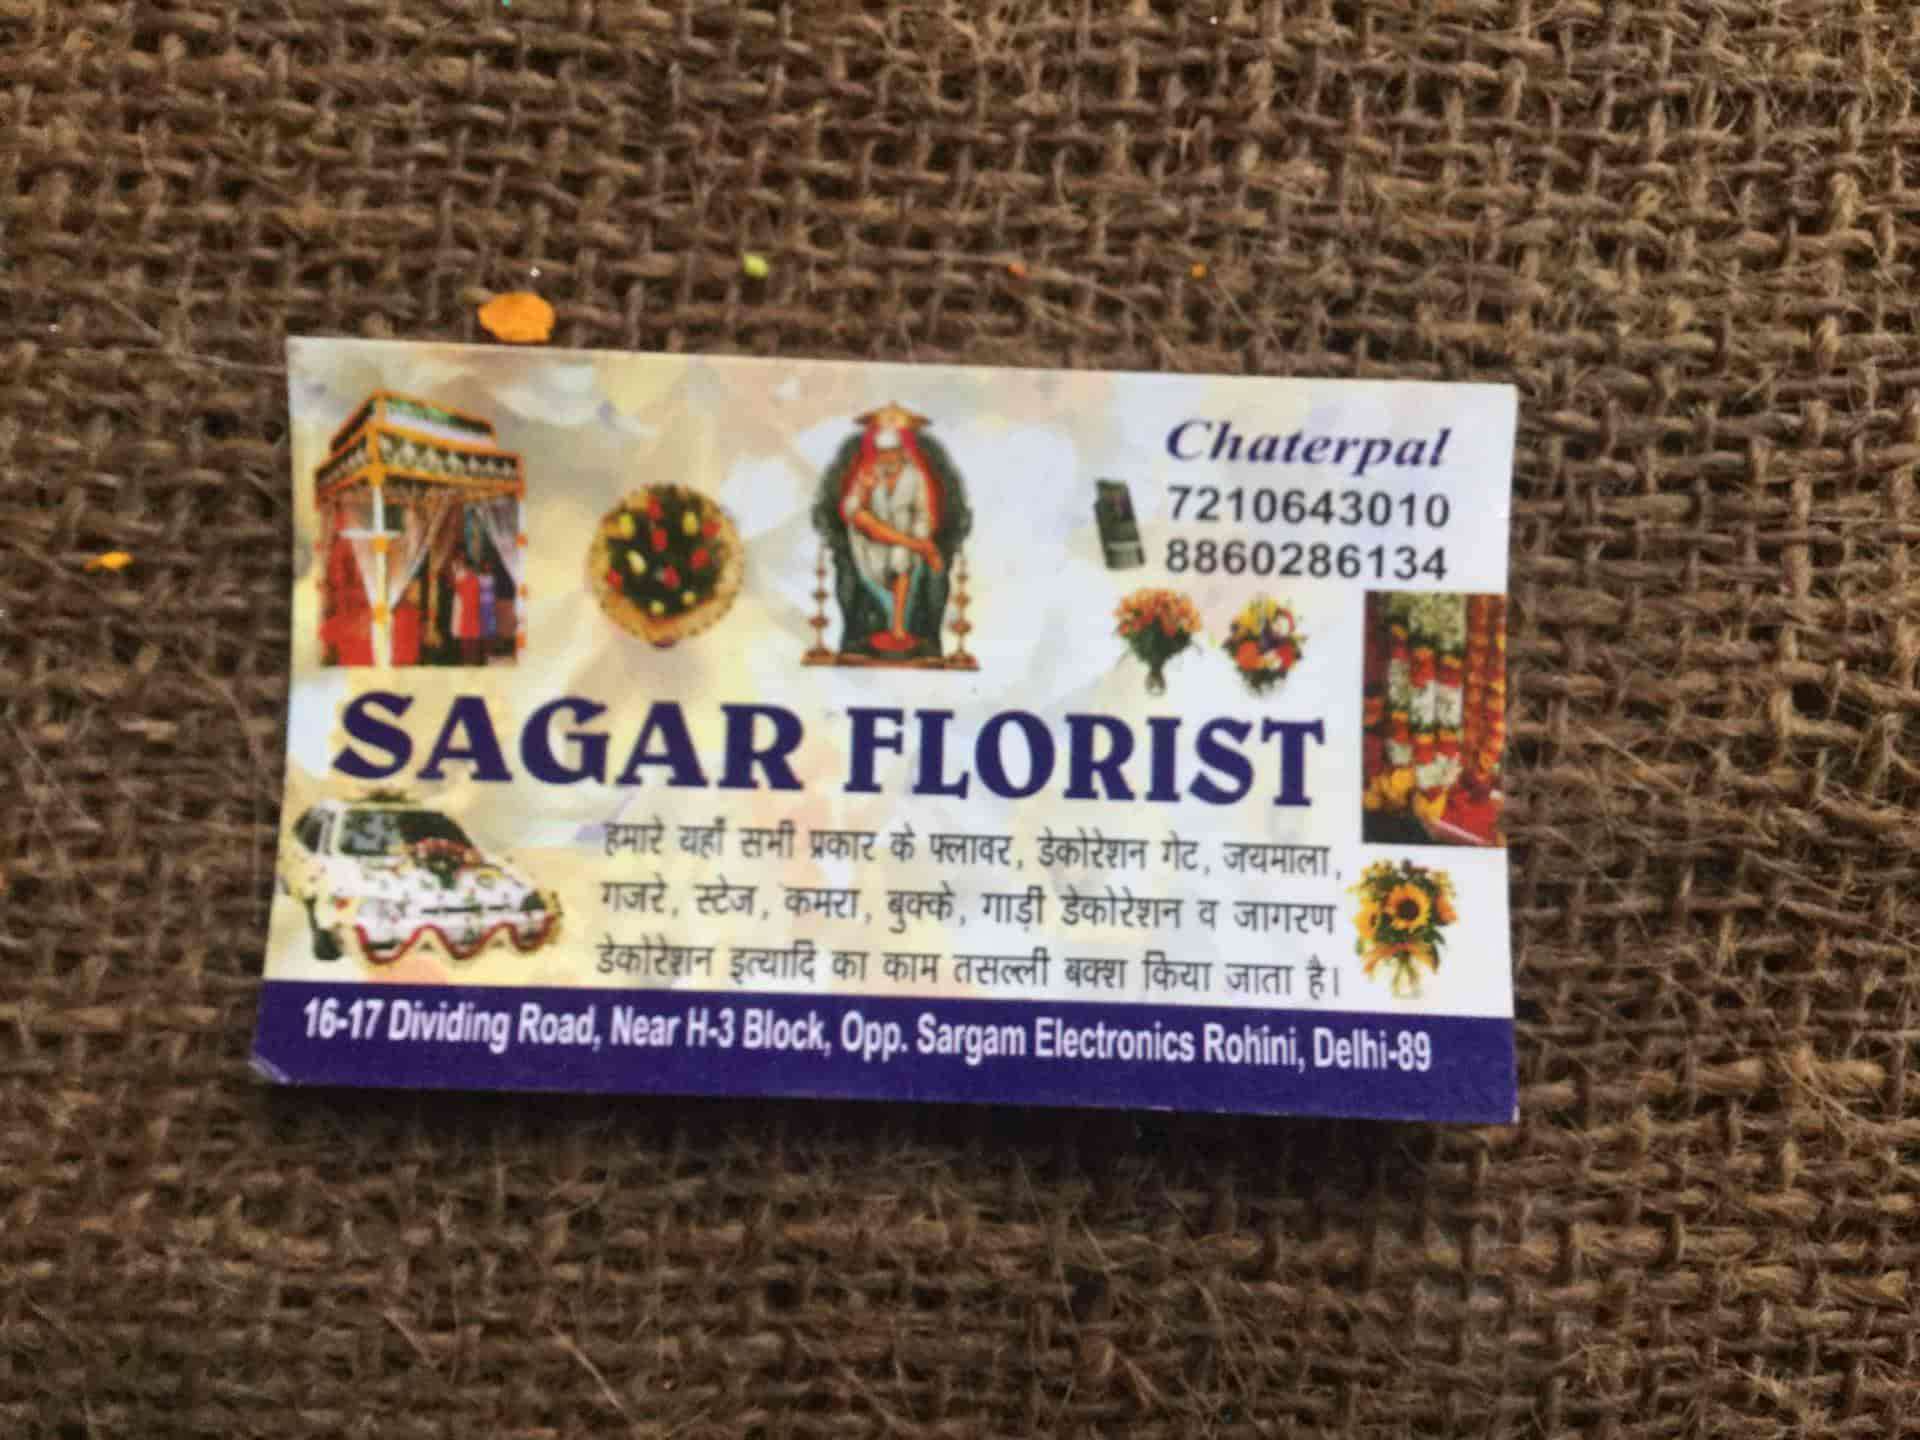 Chaterpal
7210643010
8860286134
SAGAR FLORIST
हमारे यहाँ सभी प्रकार के फ्लावर, डेकोरेशन गेट, जयमाला,
गजरे, स्टेज, कमरा, बुक्के, गाड़ी डेकोरेशन व जागरण
डेकोरेशन इत्यादि का काम तसल्ली बक्श किया जाता है।
16-17 Dividing Road, Near H-3 Block, Opp. Sargam Electronics Rohini, Delhi-89